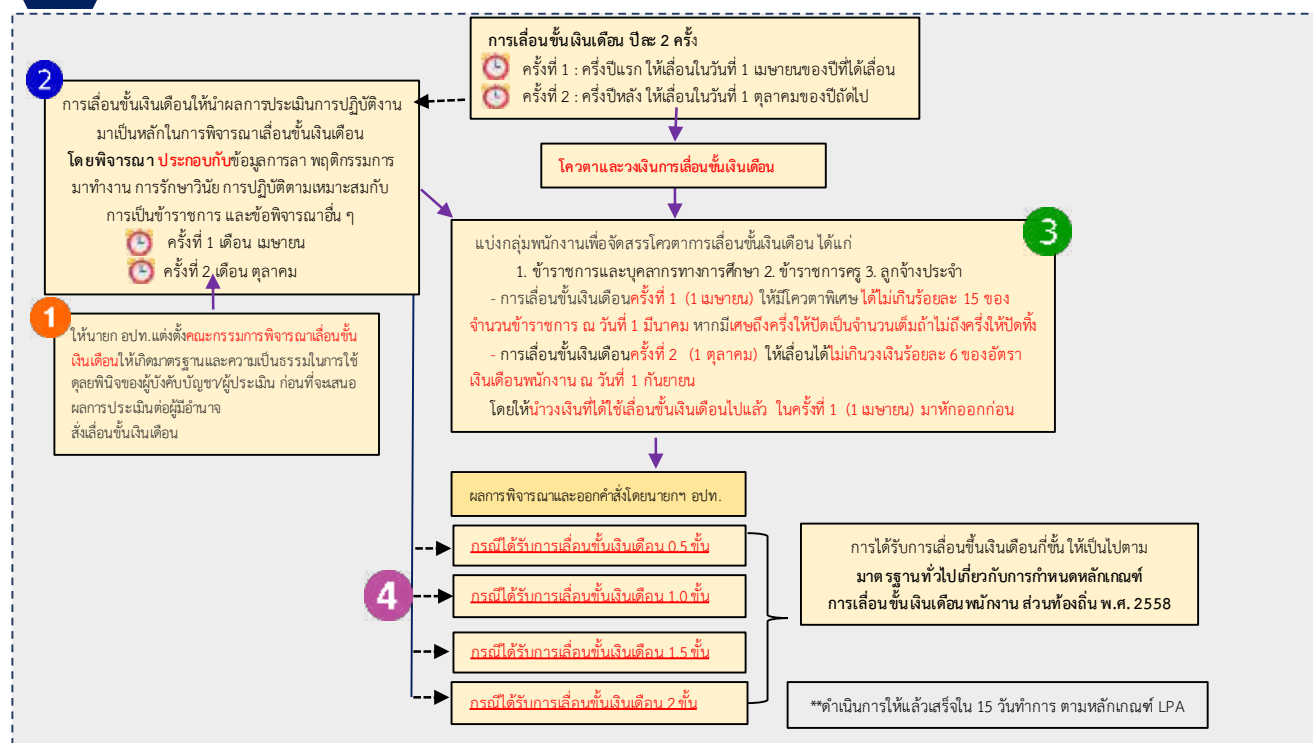 การเลื่อนขั้นเงินเดือน ปีละ 2 ครั้ง
ครั้งที่ 1 : ครึ่งปีแรก ให้เลื่อนในวันที่ 1 เมษายนของปีที่ได้เลื่อน
ครั้งที่ 2 : ครึ่งปีหลัง ให้เลื่อนในวันที่ 1 ตุลาคมของปีถัดไป
2
การเลื่อนขั้นเงินเดือนให้นำผลการประเมินการปฏิบัติงาน
มาเป็นหลักในการพิจารณาเลื่อนขั้นเงินเดือน
โดยพิจารณา ประกอบกับข้อมูลการลา พฤติกรรมการ
มาทำงาน การรักษาวินัย การปฏิบัติตามเหมาะสมกับ
การเป็นข้าราชการ และข้อพิจารณาอื่น ๆ
ครั้งที่ 1 เดือน เมษายน
ครั้งที่ 2 เดือน ตุลาคม
โควตาและวงเงินการเลื่อนขั้นเงินเดือน
3
แบ่งกลุ่มพนักงานเพื่อจัดสรรโควตาการเลื่อนขั้นเงินเดือน ได้แก่
1. ข้าราชการและบุคลากรทางการศึกษา 2. ข้าราชการครู 3. ลูกจ้างประจำ
- การเลื่อนขั้นเงินเดือนครั้งที่ 1 (1 เมษายน) ให้มีโควตาพิเศษ ได้ไม่เกินร้อยละ 15 ของ
จำนวนข้าราชการ ณ วันที่ 1 มีนาคม หากมีเศษถึงครึ่งให้ปัดเป็นจำนวนเต็มถ้าไม่ถึงครึ่งให้ปัดทิ้ง
- การเลื่อนขั้นเงินเดือนครั้งที่ 2 (1 ตุลาคม) ให้เลื่อนได้ไม่เกินวงเงินร้อยละ 6 ของอัตรา
เงินเดือนพนักงาน ณ วันที่ 1 กันยายน
โดยให้นำวงเงินที่ได้ใช้เลื่อนขั้นเงินเดือนไปแล้ว ในครั้งที่ 1 (1 เมษายน) มาหักออกก่อน
1
ให้นายก อปท.แต่งตั้งคณะกรรมการพิจารณาเลื่อนขั้น
เงินเดือนให้เกิดมาตรฐานและความเป็นธรรมในการใช้
ดุลยพินิจของผู้บังคับบัญชา/ผู้ประเมิน ก่อนที่จะเสนอ
ผลการประเมินต่อผู้มีอำนาจ
สั่งเลื่อนขั้นเงินเดือน
ผลการพิจารณาและออกคำสั่งโดยนายกฯ อปท.
4
กรณีได้รับการเลื่อนขั้นเงินเดือน 0.5 ขั้น
กรณีได้รับการเลื่อนขั้นเงินเดือน 1.0 ขั้น
กรณีได้รับการเลื่อนขั้นเงินเดือน 1.5 ขั้น
กรณีได้รับการเลื่อนขั้นเงินเดือน 2 ขั้น
การได้รับการเลื่อนขึ้นเงินเดือนกี่ขั้น ให้เป็นไปตาม
มาตรฐานทั่วไปเกี่ยวกับการกำหนดหลักเกณฑ์
การเลื่อนขั้นเงินเดือนพนักงาน ส่วนท้องถิ่น พ.ศ. 2558
**ดำเนินการให้แล้วเสร็จใน 15 วันทำการ ตามหลักเกณฑ์ LPA